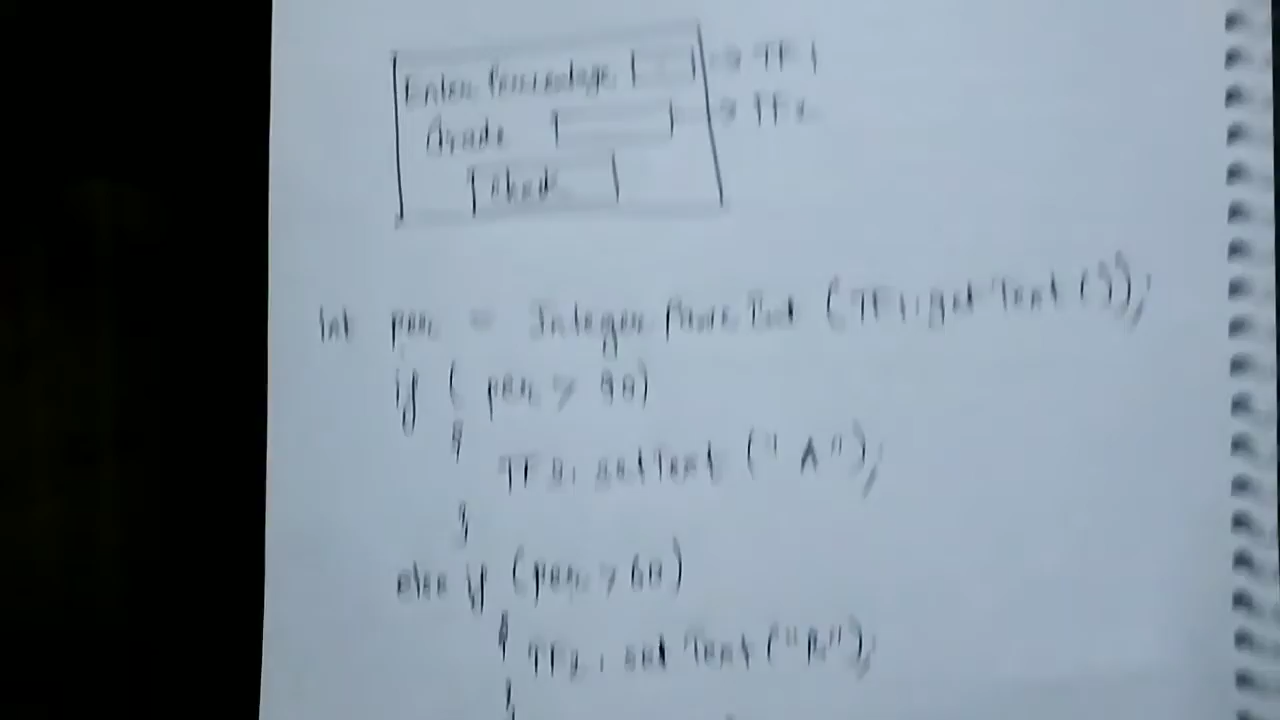 Enter Percentage → TF1
Grade → TF2
Check
int per = Integer.parseInt (TF1.getText ());
if ( per >
{
TF2.setText ("A");
}
else if (per > 60)
{
TF2.setText ("B");
}